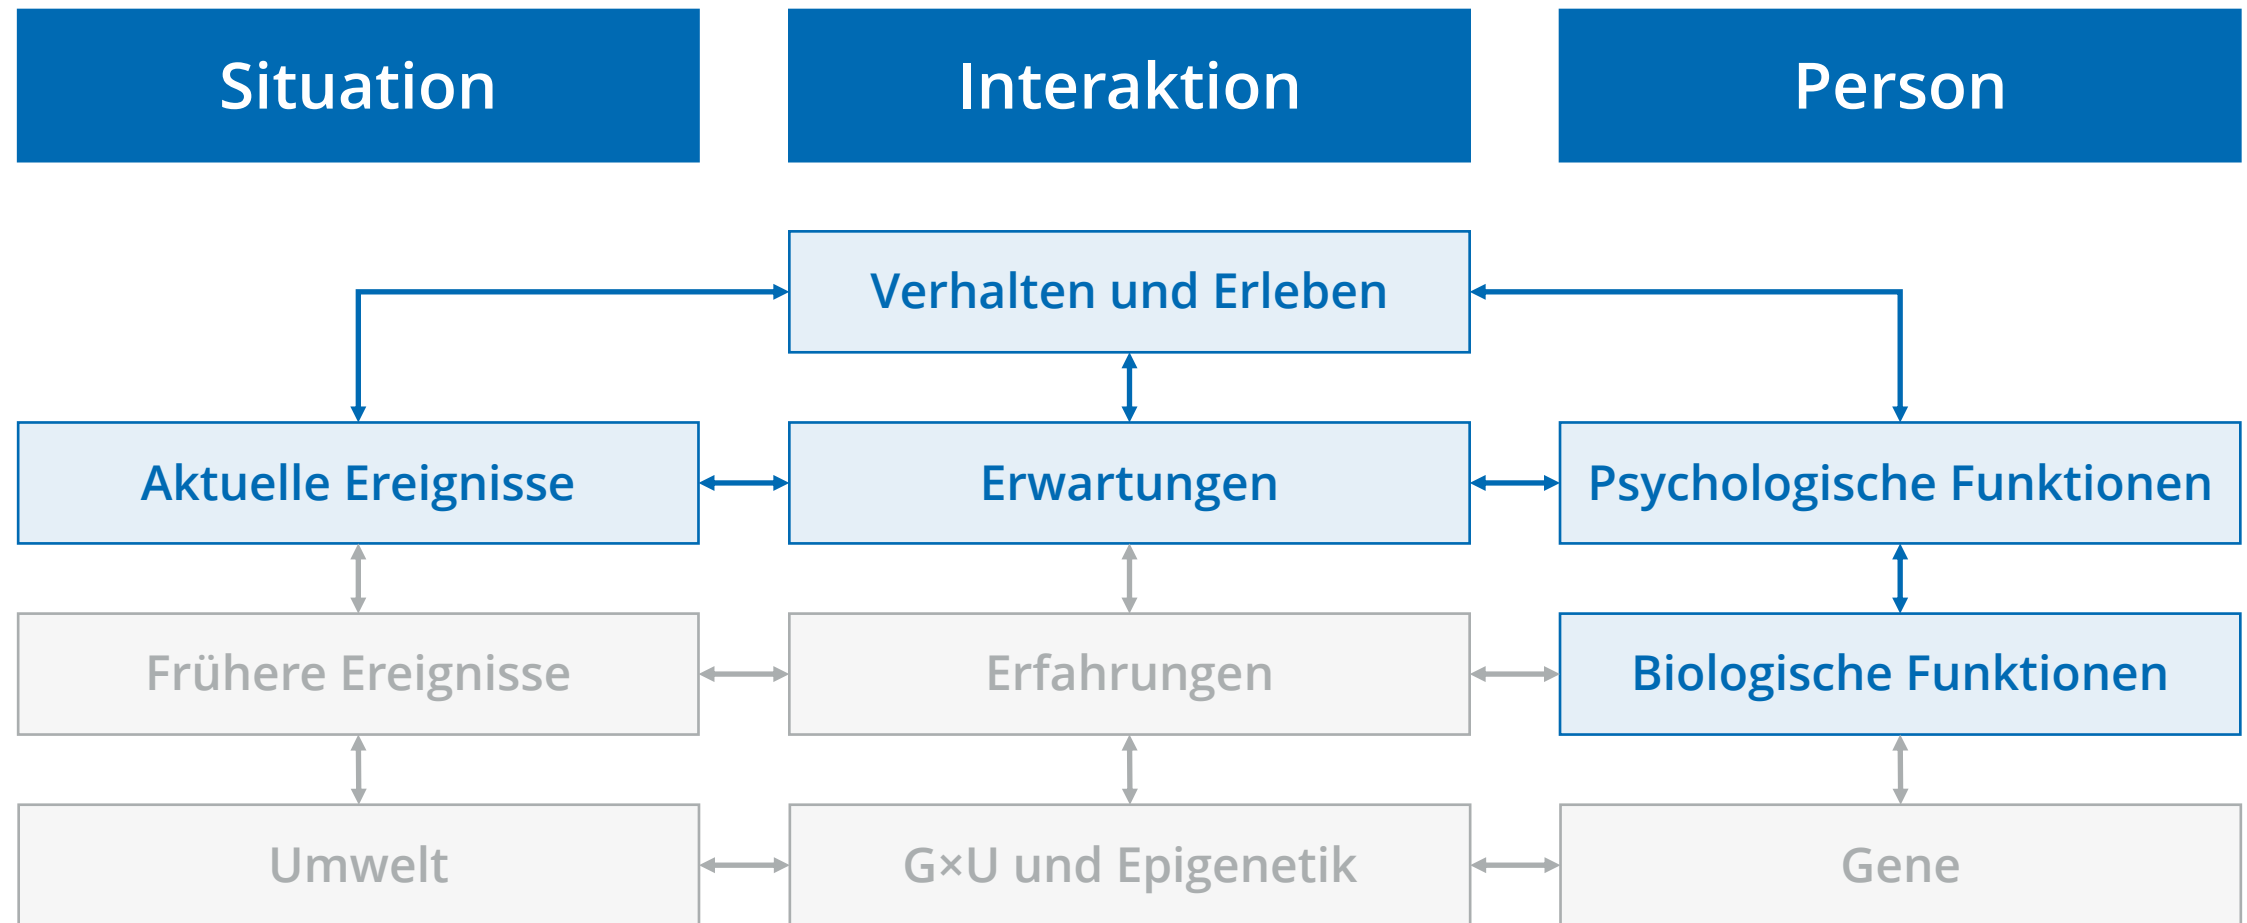 Situation
Interaktion
Person
Verhalten und Erleben
Aktuelle Ereignisse
Erwartungen
Psychologische Funktionen
Frühere Ereignisse
Erfahrungen
Biologische Funktionen
Umwelt
G×U und Epigenetik
Gene